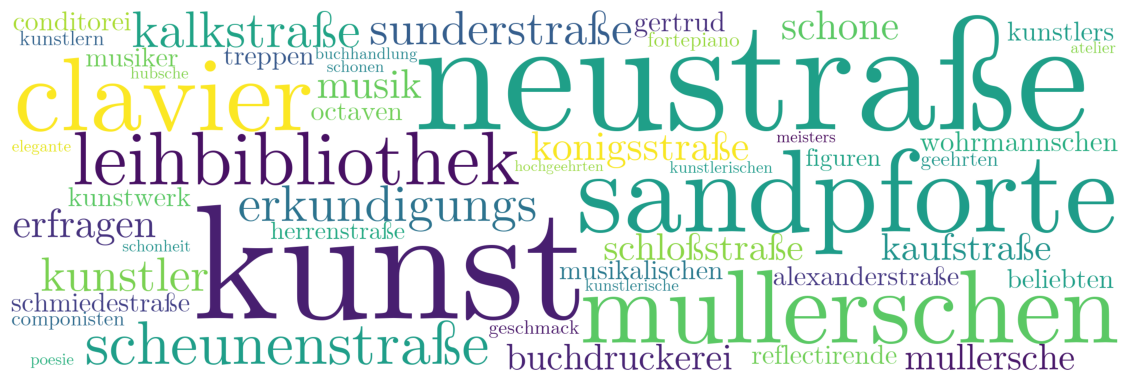 conditorei kalkstraße sunderstraße gertrud schone kunstlers
kunstlern fortepiano atelier
musiker treppen buchhandlung
hubsche schonen musik neustraße
clavier octaven
elegante leihbibliothek konigsstraße meisters wohrmannschen
hochgeehrten kunstlerischen figuren geehrten
kunstwerk erkundigungs sandpforte
erfragen herrenstraße
schonheit kunst schloßstraße kaufstraße
kunstler musikalischen alexanderstraße beliebten
schmiedestraße kunstlerische
componisten geschmack mullerschen
poesie scheunenstraße buchdruckerei reflectirende mullersche